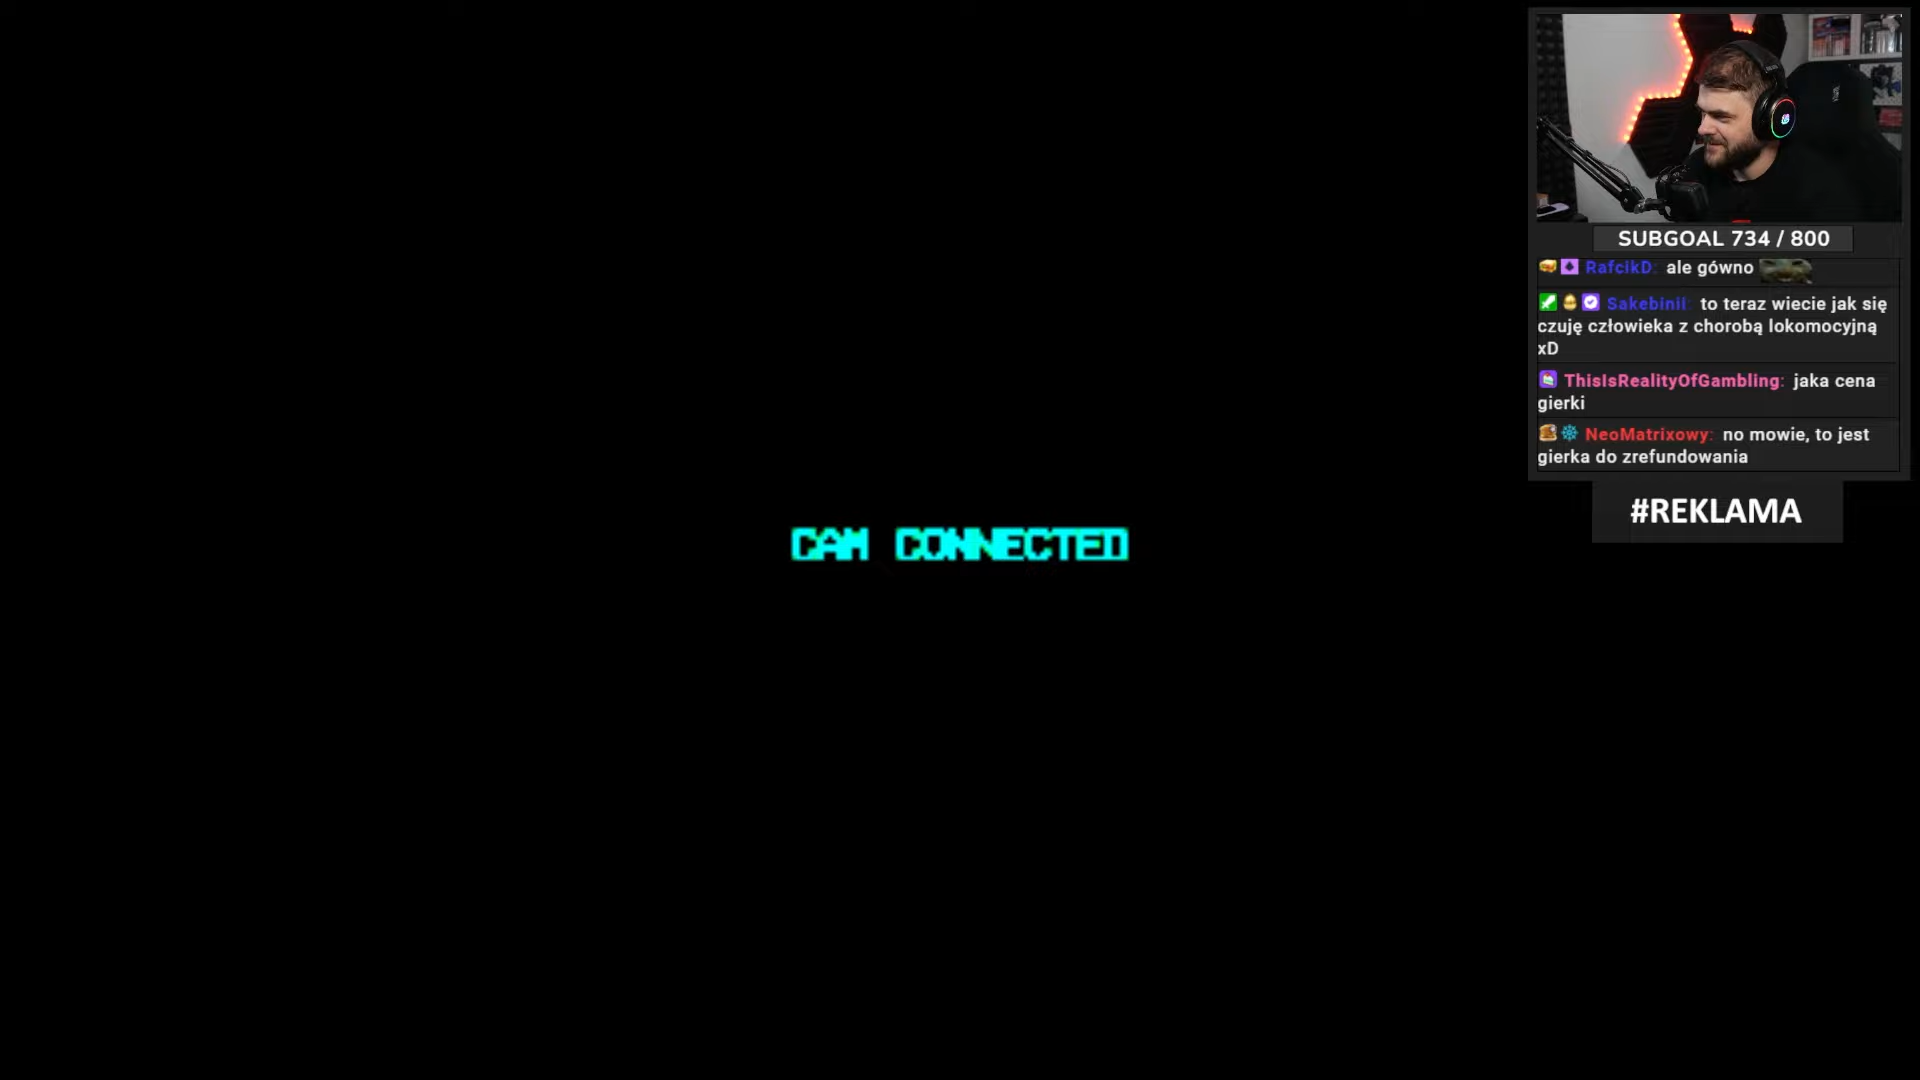 CAM CONNECTED
SUBGOAL 734 / 800
RafcikD: ale gówno
Sakebinil: to teraz wiecie jak się
czuję człowieka z chorobą lokomocyjną
xD
ThisIsRealityOfGambling: jaka cena
gierki
NeoMatrixowy: no mowie, to jest
gierka do zrefundowania
#REKLAMA